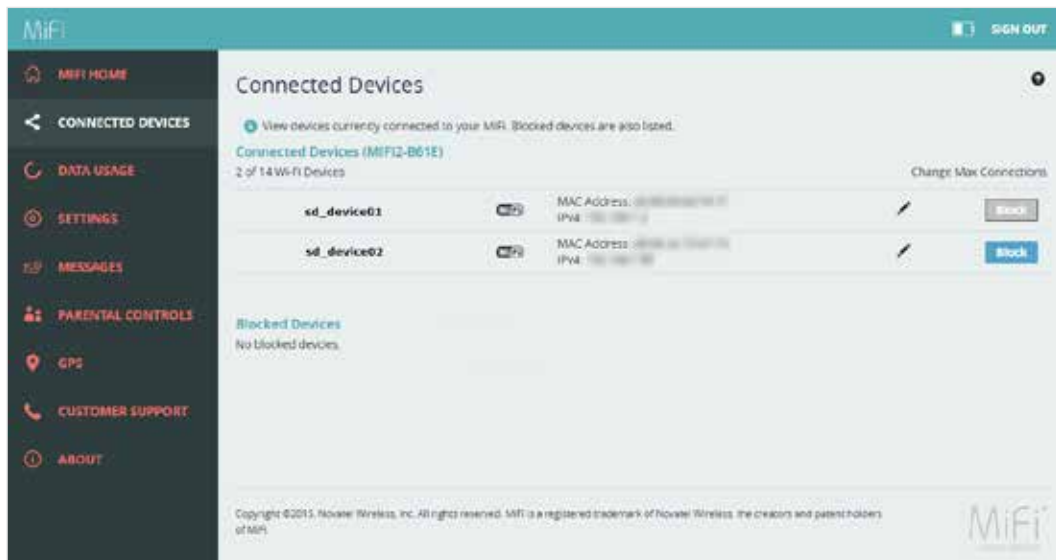 MiFi
SIGN OUT
MIFI HOME
CONNECTED DEVICES
DATA USAGE
SETTINGS
MESSAGES
PARENTAL CONTROLS
GPS
CUSTOMER SUPPORT
ABOUT
Connected Devices
View devices currently connected to your MiFi. Blocked devices are also listed.
Connected Devices (MIFI2-B61E)
2 of 14 Wi-Fi Devices
Change Max Connections
sd_device01
MAC Address:
IPv4:
Block
sd_device02
MAC Address:
IPv4:
Block
Blocked Devices
No blocked devices.
Copyright ©2015. Novatel Wireless, Inc. All rights reserved. MiFi is a registered trademark of Novatel Wireless, the creators and patent holders
of MiFi.
MiFi